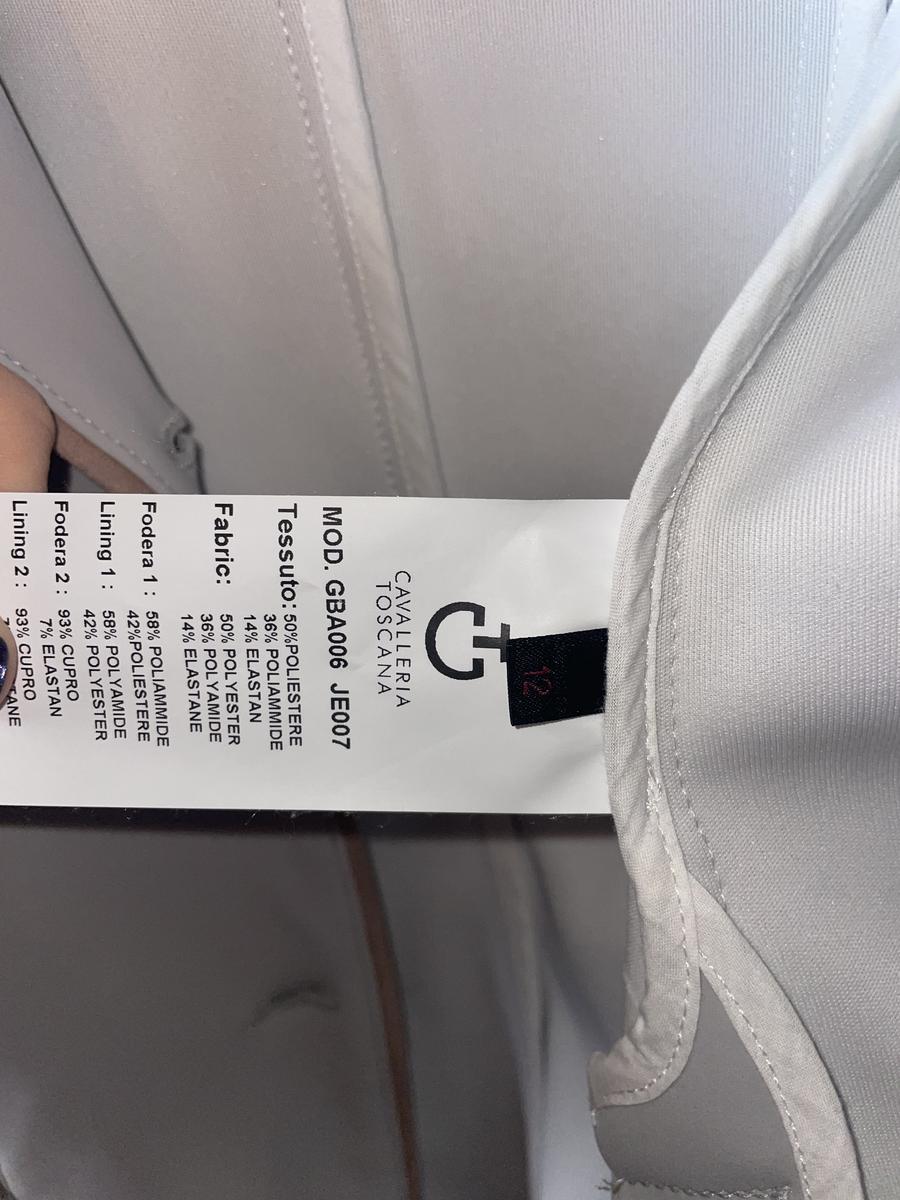 12
CAVALLERIA
TOSCANA
MOD. GBA006 JE007
Tessuto: 50%POLIESTERE
36% POLIAMMIDE
14% ELASTAN
Fabric: 50% POLYESTER
36% POLYAMIDE
14% ELASTANE
Fodera 1 : 58% POLIAMMIDE
42%POLIESTERE
Lining 1 : 58% POLYAMIDE
42% POLYESTER
Fodera 2 : 93% CUPRO
7% ELASTAN
Lining 2 : 93% CUPRO